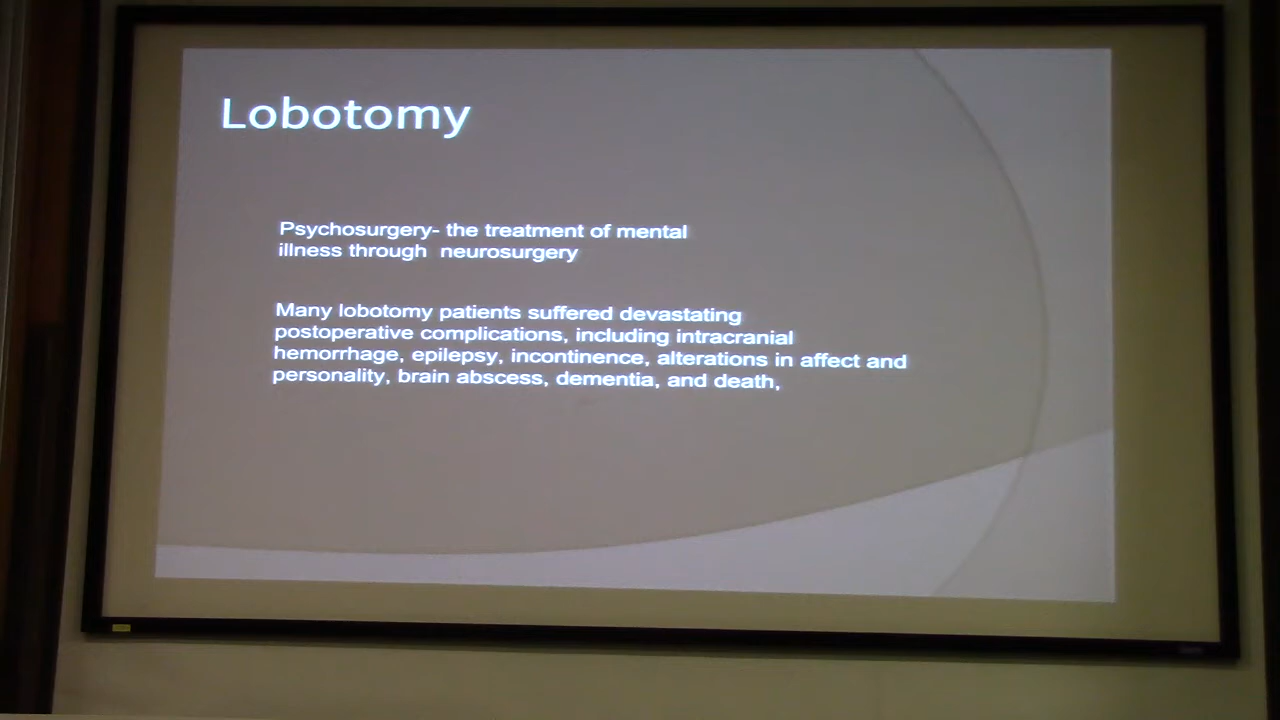 Lobotomy
Psychosurgery- the treatment of mental
illness through  neurosurgery
Many lobotomy patients suffered devastating
postoperative complications, including intracranial
hemorrhage, epilepsy, incontinence, alterations in affect and
personality, brain abscess, dementia, and death,